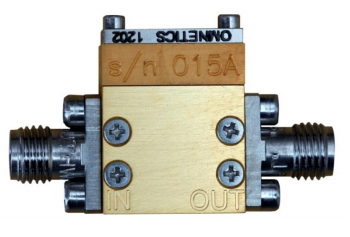 OMNETICS
1202
s/n 015A
IN OUT